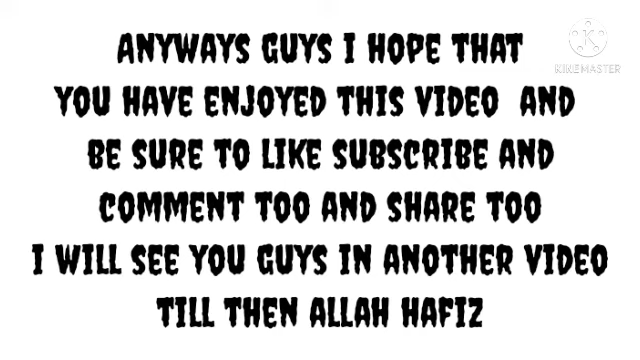 ANYWAYS GUYS I HOPE THAT
YOU HAVE ENJOYED THIS VIDEO AND
BE SURE TO LIKE SUBSCRIBE AND
COMMENT TOO AND SHARE TOO
I WILL SEE YOU GUYS IN ANOTHER VIDEO
TILL THEN ALLAH HAFIZ
K
KINEMASTER